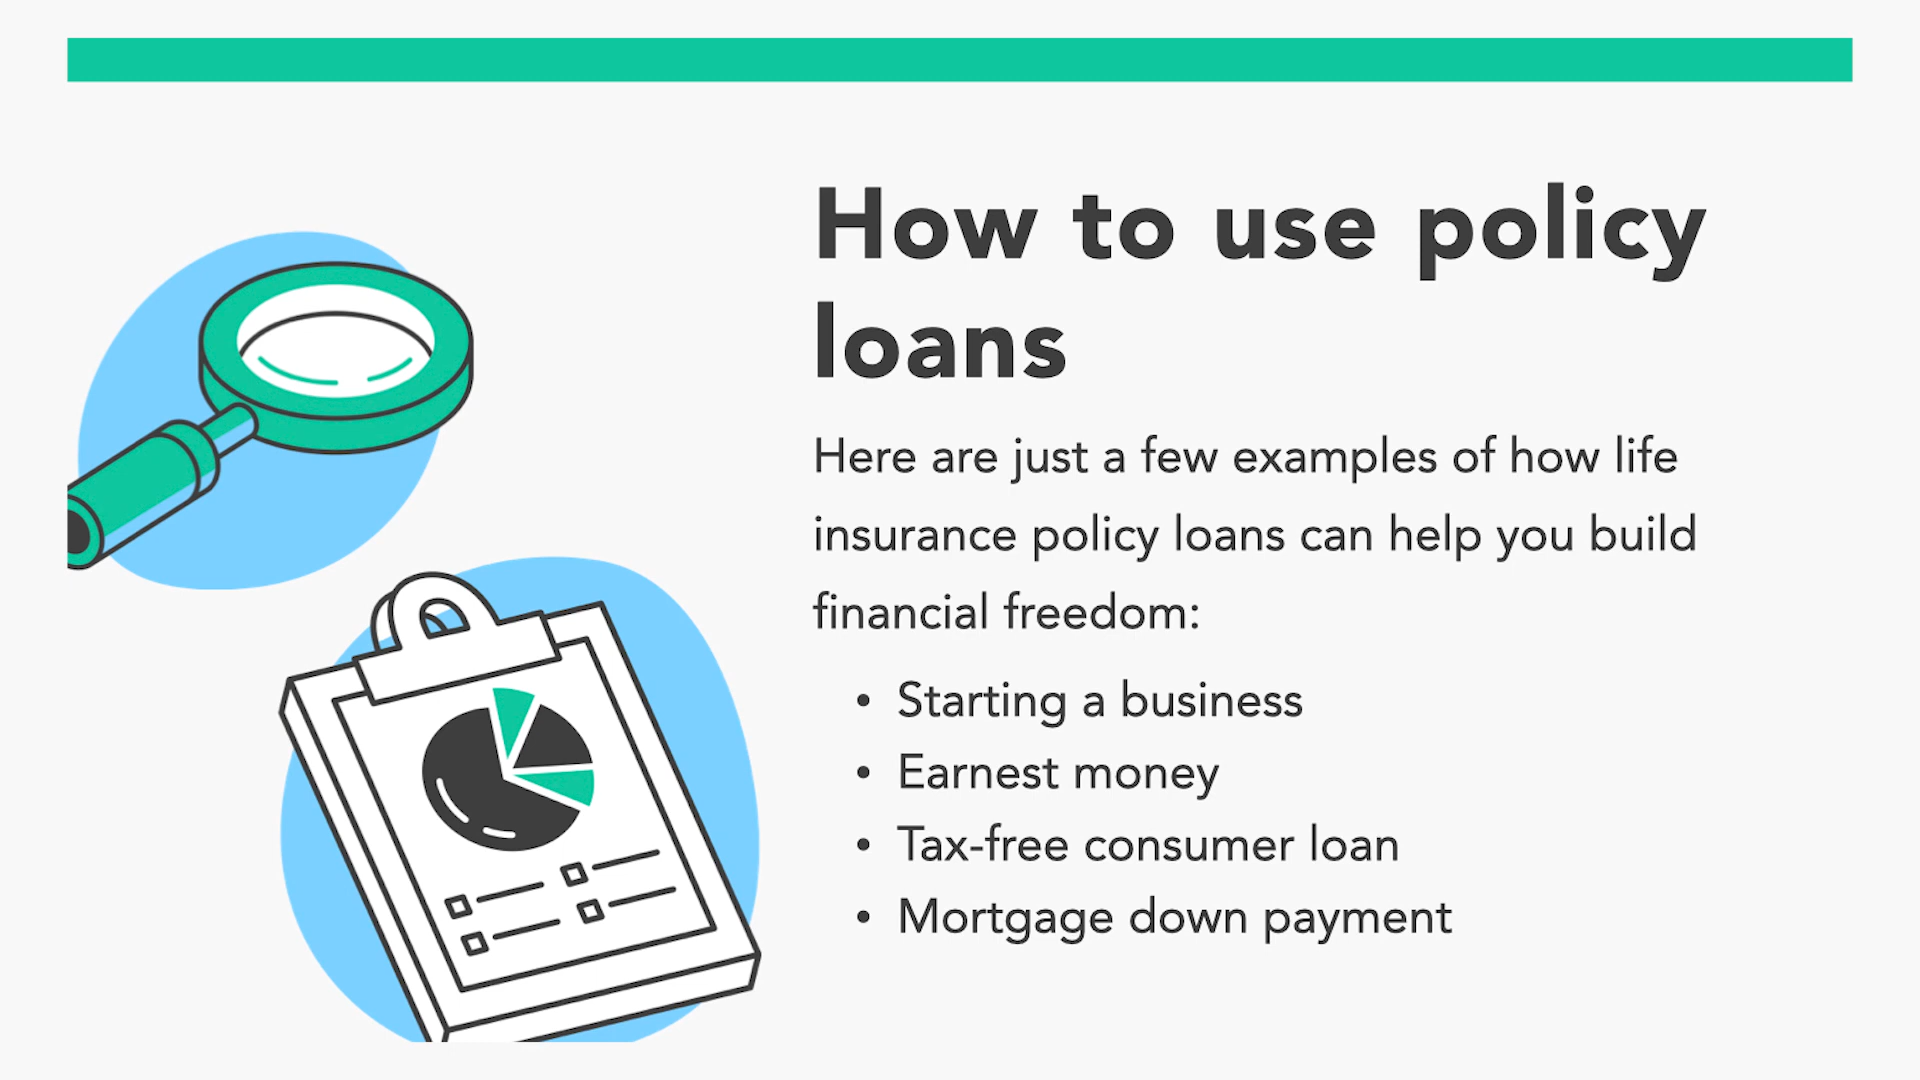 How to use policy
loans
Here are just a few examples of how life
insurance policy loans can help you build
financial freedom:
• Starting a business
• Earnest money
• Tax-free consumer loan
• Mortgage down payment